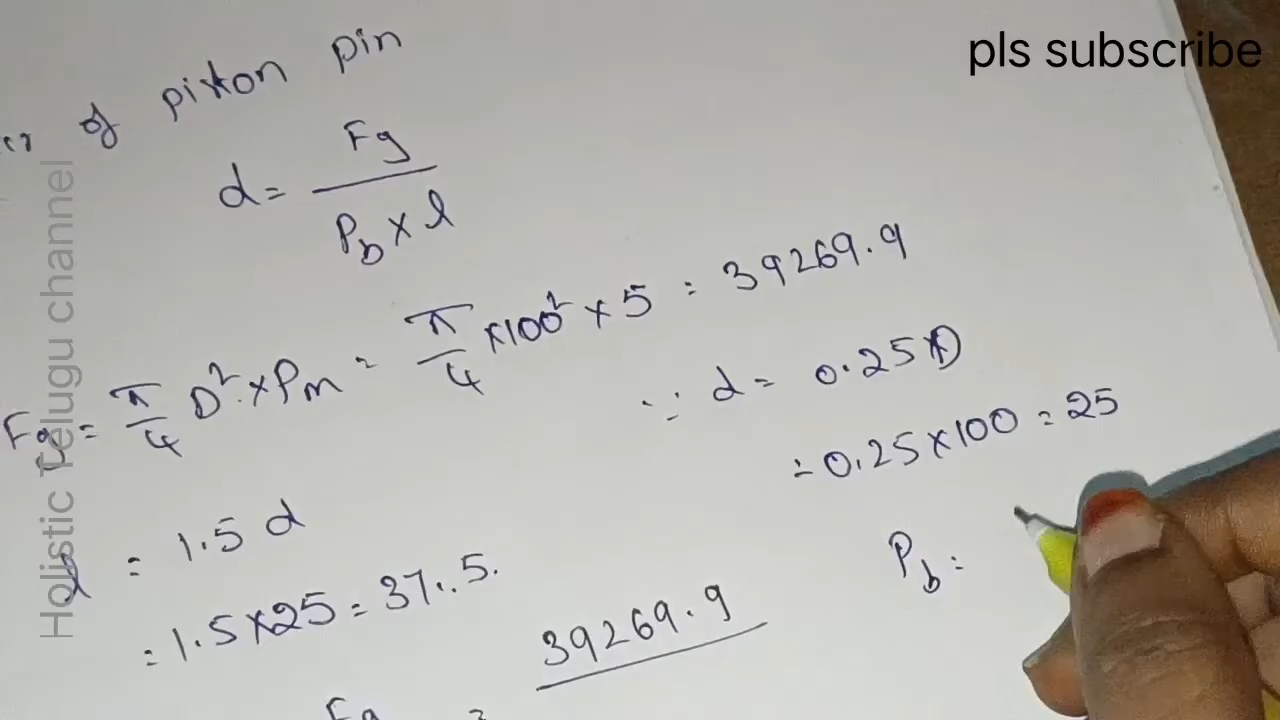 pls subscribe
of piston pin
d = Fg / Pb × l
Fg = π/4 D² × Pm = π/4 × 100² × 5 = 39269.9
∵ d = 0.25 × D
= 0.25 × 100 = 25
l = 1.5 d
= 1.5 × 25 = 37.5.
Pb =
39269.9
Fg =
Holistic Telugu channel